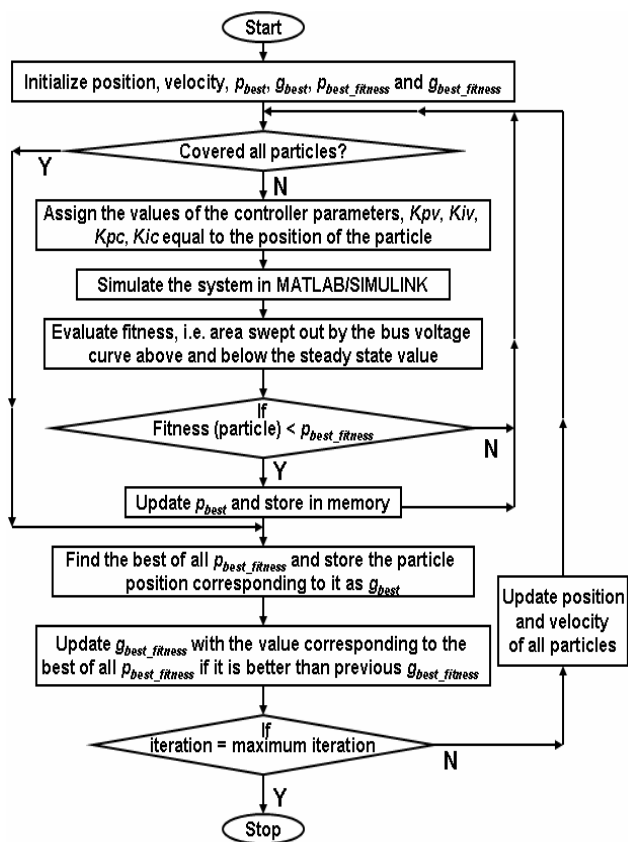 Start
Initialize position, velocity, pbest, gbest, pbest_fitness and gbest_fitness
Covered all particles?
Y
N
Assign the values of the controller parameters, Kpv, Kiv,
Kpc, Kic equal to the position of the particle
Simulate the system in MATLAB/SIMULINK
Evaluate fitness, i.e. area swept out by the bus voltage
curve above and below the steady state value
If
Fitness (particle) < pbest_fitness
N
Y
Update pbest and store in memory
Find the best of all pbest_fitness and store the particle
position corresponding to it as gbest
Update position
and velocity
of all particles
Update gbest_fitness with the value corresponding to the
best of all pbest_fitness if it is better than previous gbest_fitness
If
iteration = maximum iteration
N
Y
Stop